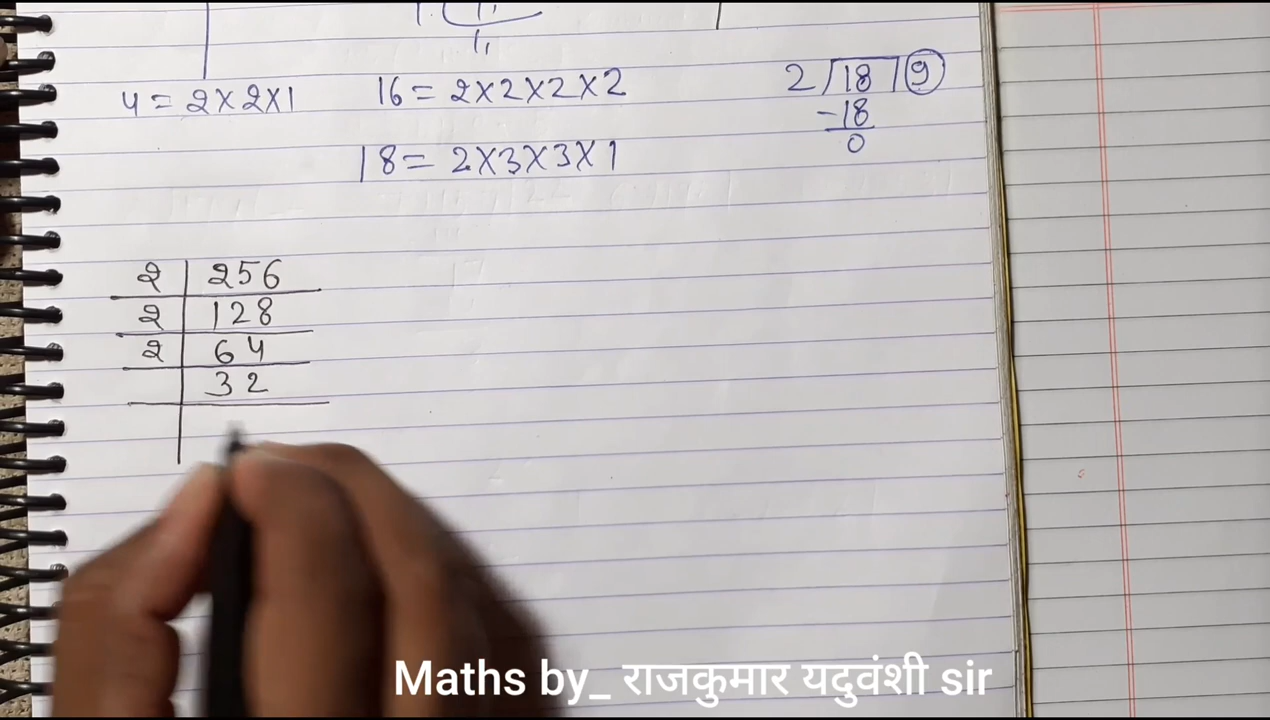 4 = 2×2×1
16 = 2×2×2×2
18 = 2×3×3×1
2 18 9
-18
0
2 256
2 128
2 64
32
Maths by_ राजकुमार यदुवंशी sir